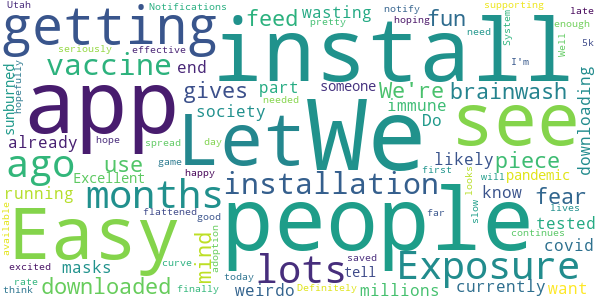 Utah Notifications wasting notify supporting
getting install feed hoping fun pretty need System enough late
vaccine end effective seriously Well I'm 5k
sunburned hopefully app gives part someone We're brainwash downloading
already society Let We immune Do see
ago hope use needed spread day likely piece
Excellent game happy first looks will pandemic available
running months installation know fear
Easy mind flattened good people far slow lives tested
available masks curve. adoption saved continues covid
excited lots tell Exposure
rate downloaded today millions currently want
think finally weirdo Definitely